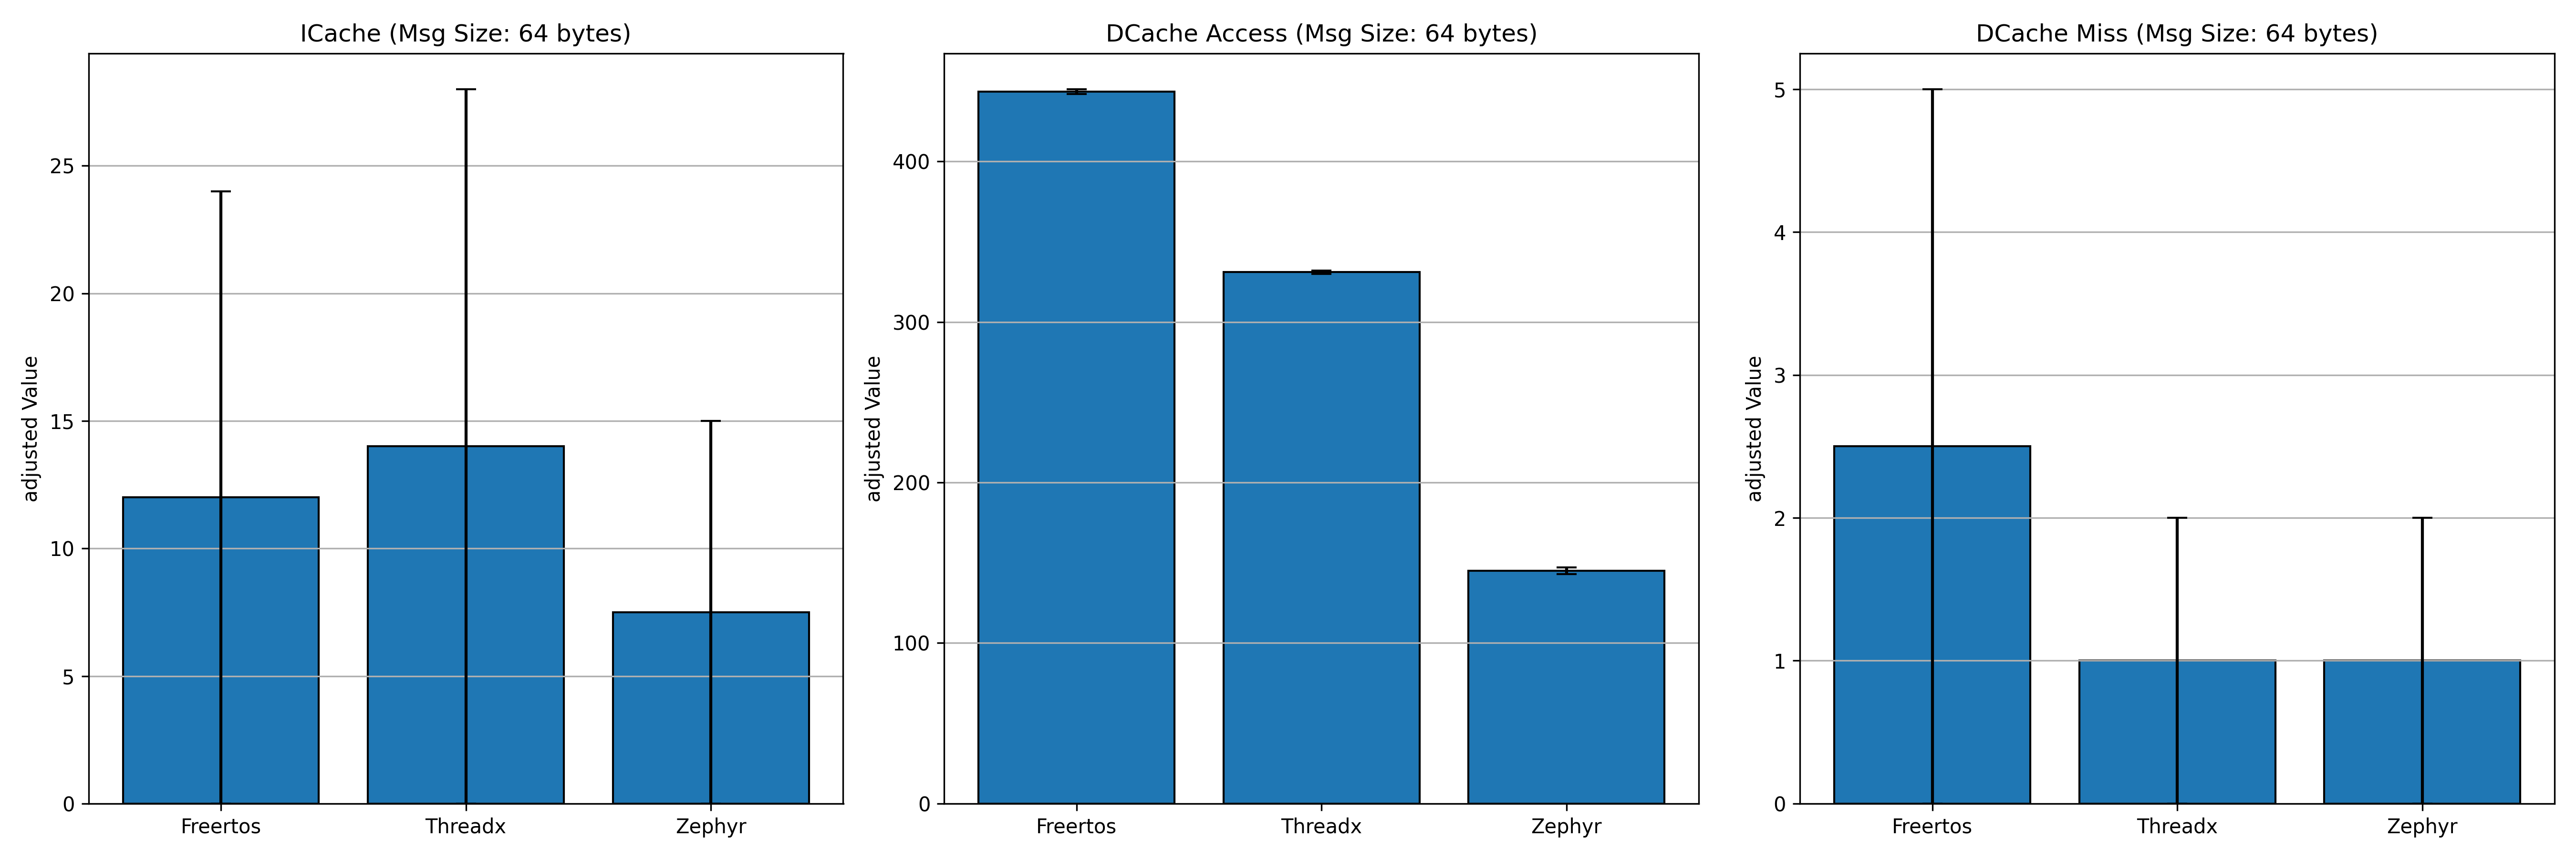 ICache (Msg Size: 64 bytes)
adjusted Value
25
20
15
10
5
0
Freertos
Threadx
Zephyr
DCache Access (Msg Size: 64 bytes)
adjusted Value
400
300
200
100
0
Freertos
Threadx
Zephyr
DCache Miss (Msg Size: 64 bytes)
adjusted Value
5
4
3
2
1
0
Freertos
Threadx
Zephyr